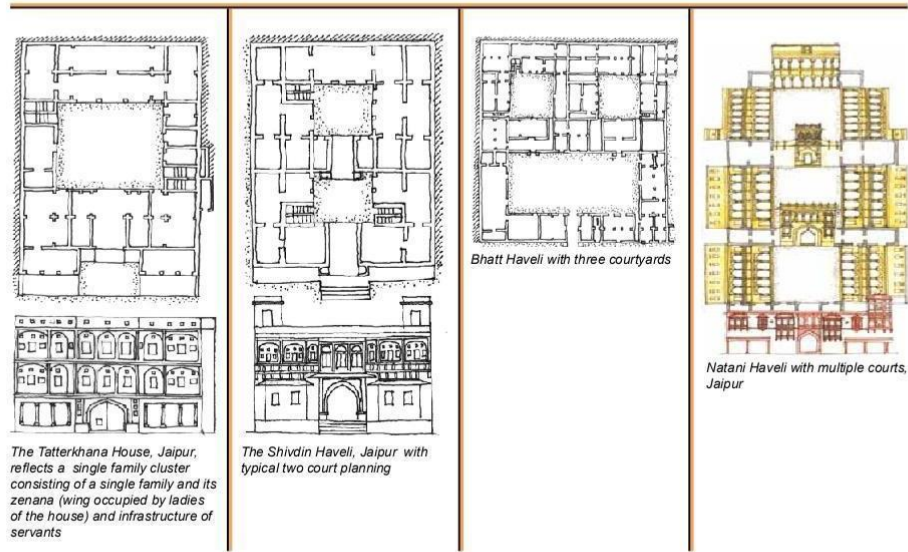 The Tatterkhana House, Jaipur,
reflects a single family cluster
consisting of a single family and its
zenana (wing occupied by ladies
of the house) and infrastructure of
servants
The Shivdin Haveli, Jaipur with
typical two court planning
Bhatt Haveli with three courtyards
Natani Haveli with multiple courts,
Jaipur